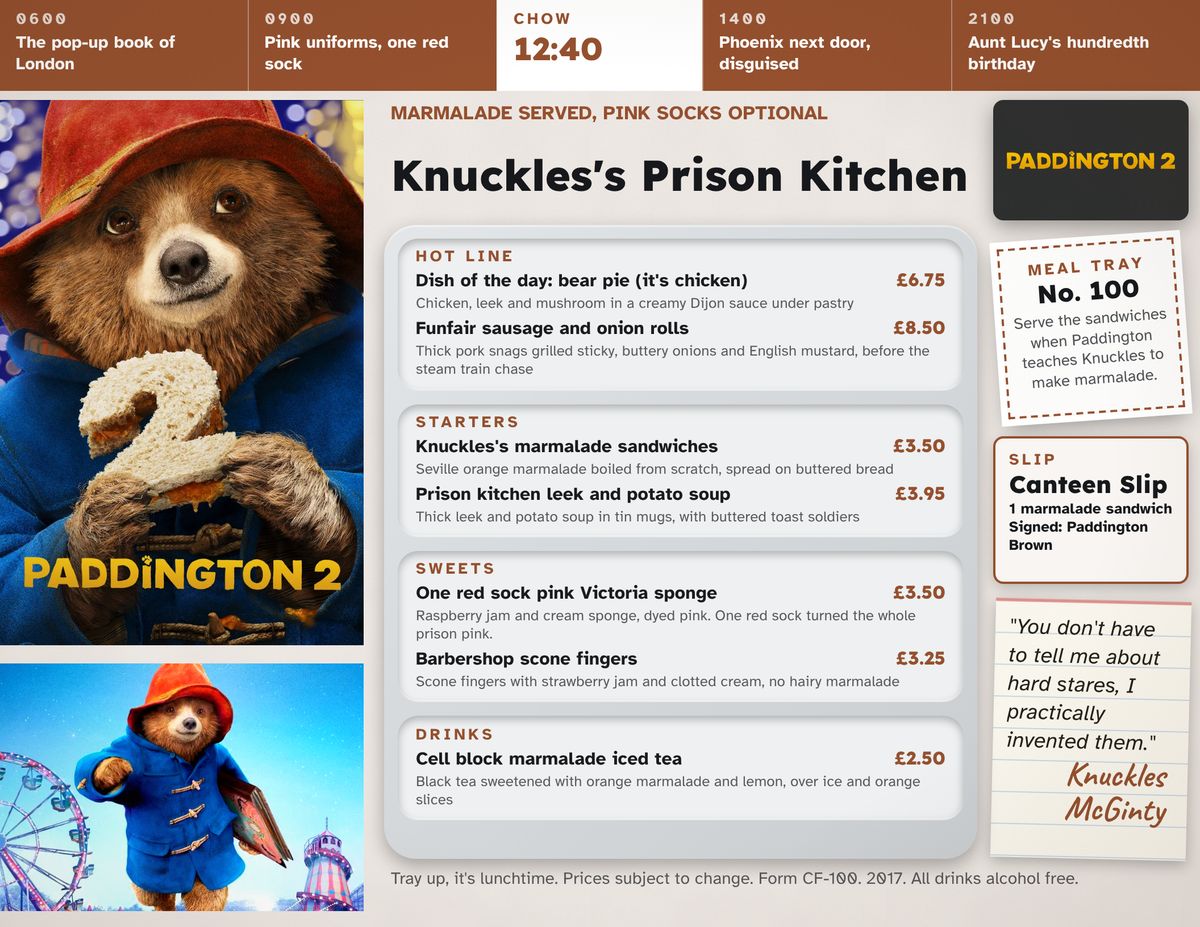 0600
The pop-up book of
London
0900
Pink uniforms, one red
sock
CHOW
12:40
1400
Phoenix next door,
disguised
2100
Aunt Lucy's hundredth
birthday
PADDINGTON 2
MARMALADE SERVED, PINK SOCKS OPTIONAL
Knuckles's Prison Kitchen
HOT LINE
Dish of the day: bear pie (it's chicken) £6.75
Chicken, leek and mushroom in a creamy Dijon sauce under pastry
Funfair sausage and onion rolls £8.50
Thick pork snags grilled sticky, buttery onions and English mustard, before the
steam train chase
STARTERS
Knuckles's marmalade sandwiches £3.50
Seville orange marmalade boiled from scratch, spread on buttered bread
Prison kitchen leek and potato soup £3.95
Thick leek and potato soup in tin mugs, with buttered toast soldiers
SWEETS
One red sock pink Victoria sponge £3.50
Raspberry jam and cream sponge, dyed pink. One red sock turned the whole
prison pink.
Barbershop scone fingers £3.25
Scone fingers with strawberry jam and clotted cream, no hairy marmalade
DRINKS
Cell block marmalade iced tea £2.50
Black tea sweetened with orange marmalade and lemon, over ice and orange
slices
Tray up, it's lunchtime. Prices subject to change. Form CF-100. 2017. All drinks alcohol free.
PADDiNGTON 2
MEAL TRAY
No. 100
Serve the sandwiches
when Paddington
teaches Knuckles to
make marmalade.
SLIP
Canteen Slip
1 marmalade sandwich
Signed: Paddington
Brown
"You don't have
to tell me about
hard stares, I
practically
invented them."
Knuckles
McGinty